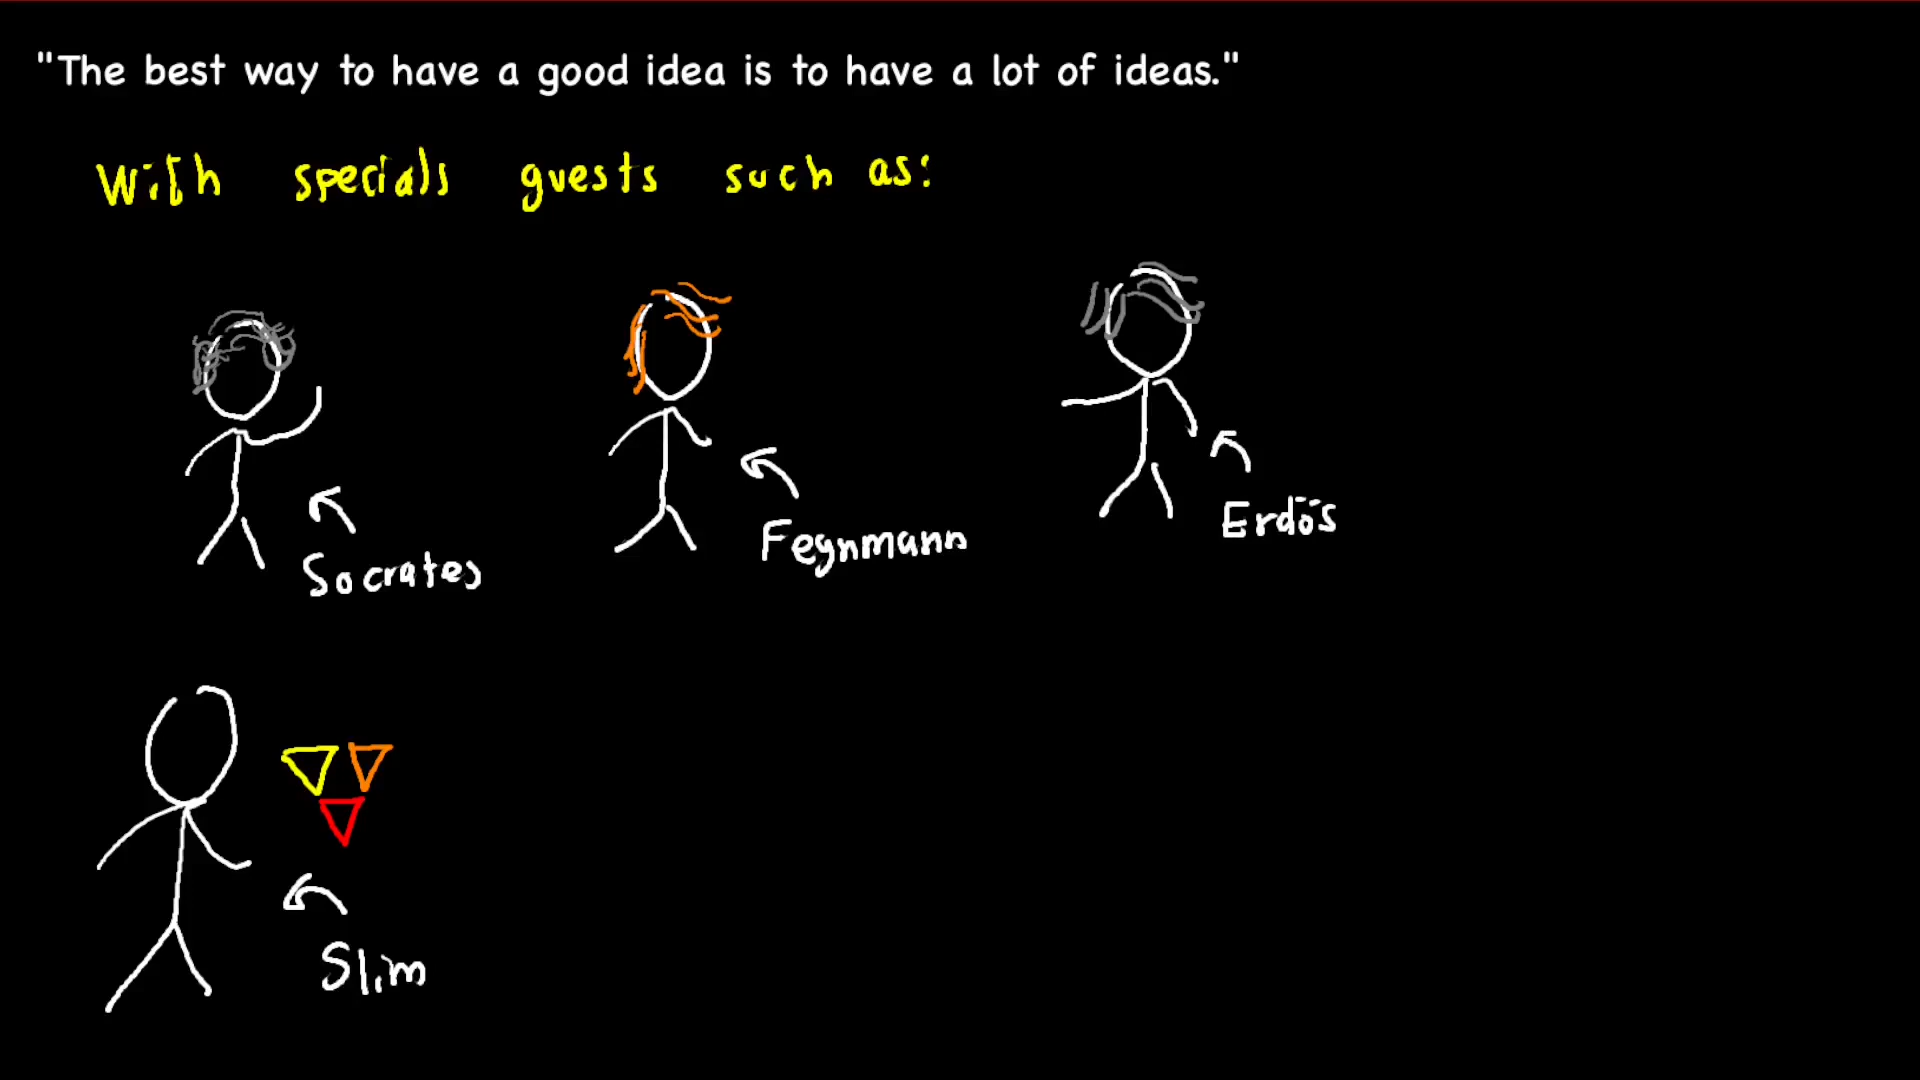 "The best way to have a good idea is to have a lot of ideas."
With specials guests such as:
Socrates
Feynmann
Erdös
Slim